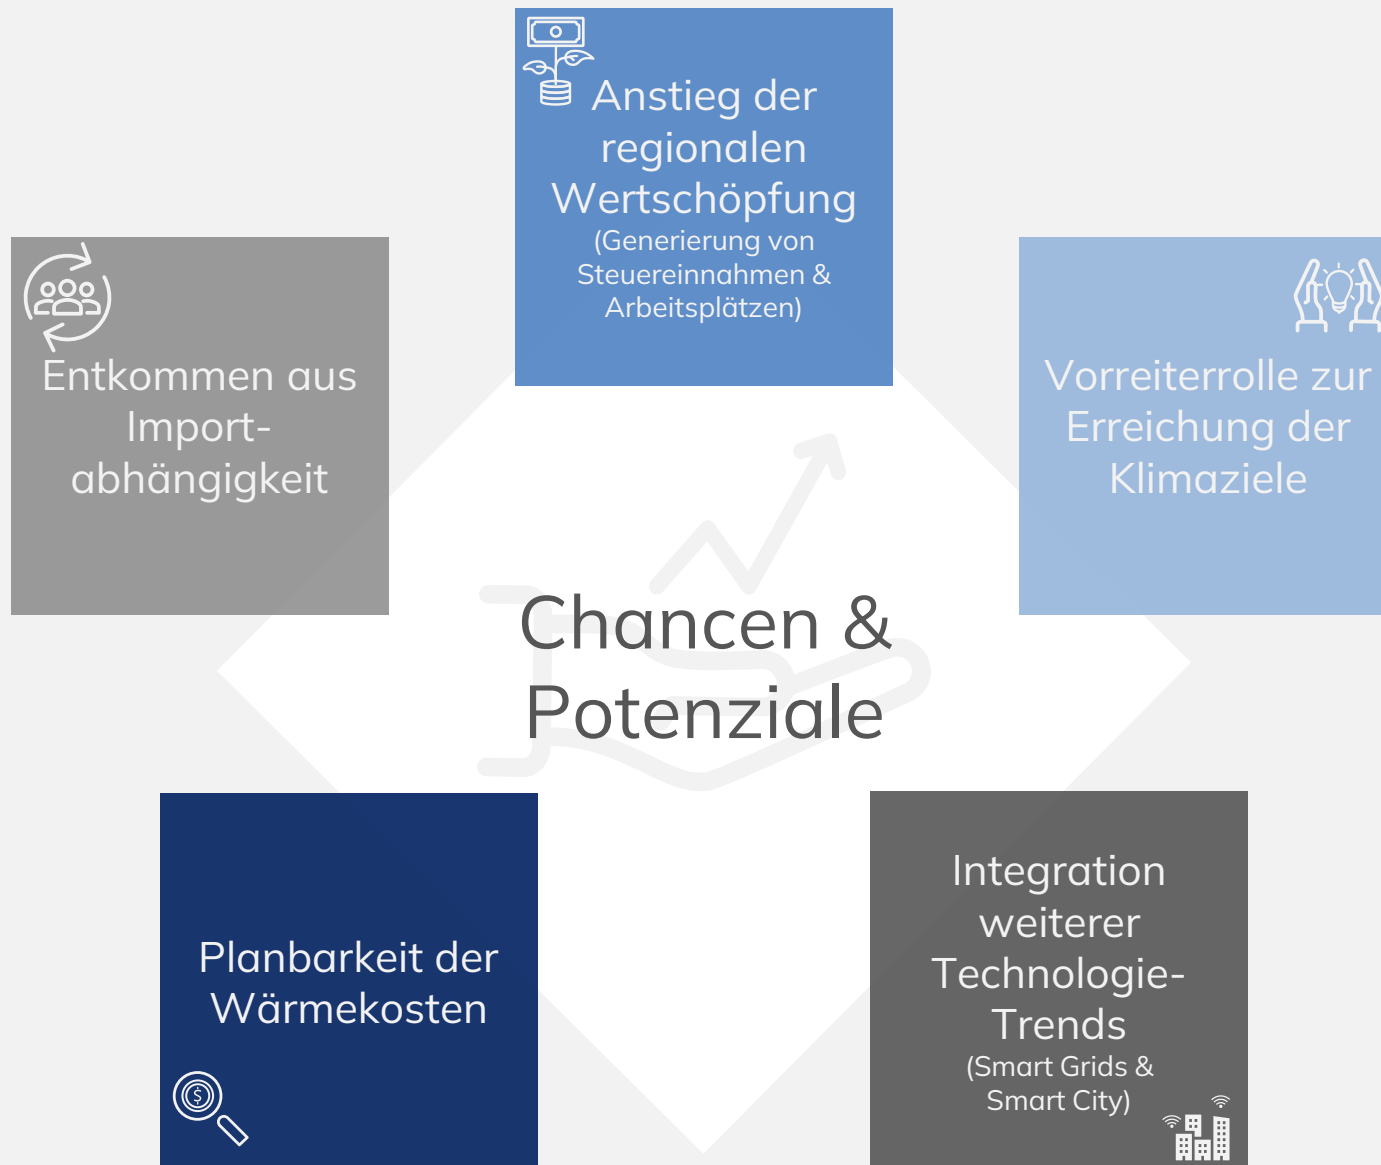 Anstieg der
regionalen
Wertschöpfung
(Generierung von
Steuereinnahmen &
Arbeitsplätzen)
Entkommen aus
Import-
abhängigkeit
Vorreiterrolle zur
Erreichung der
Klimaziele
Chancen &
Potenziale
Planbarkeit der
Wärmekosten
$
Integration
weiterer
Technologie-
Trends
(Smart Grids &
Smart City)